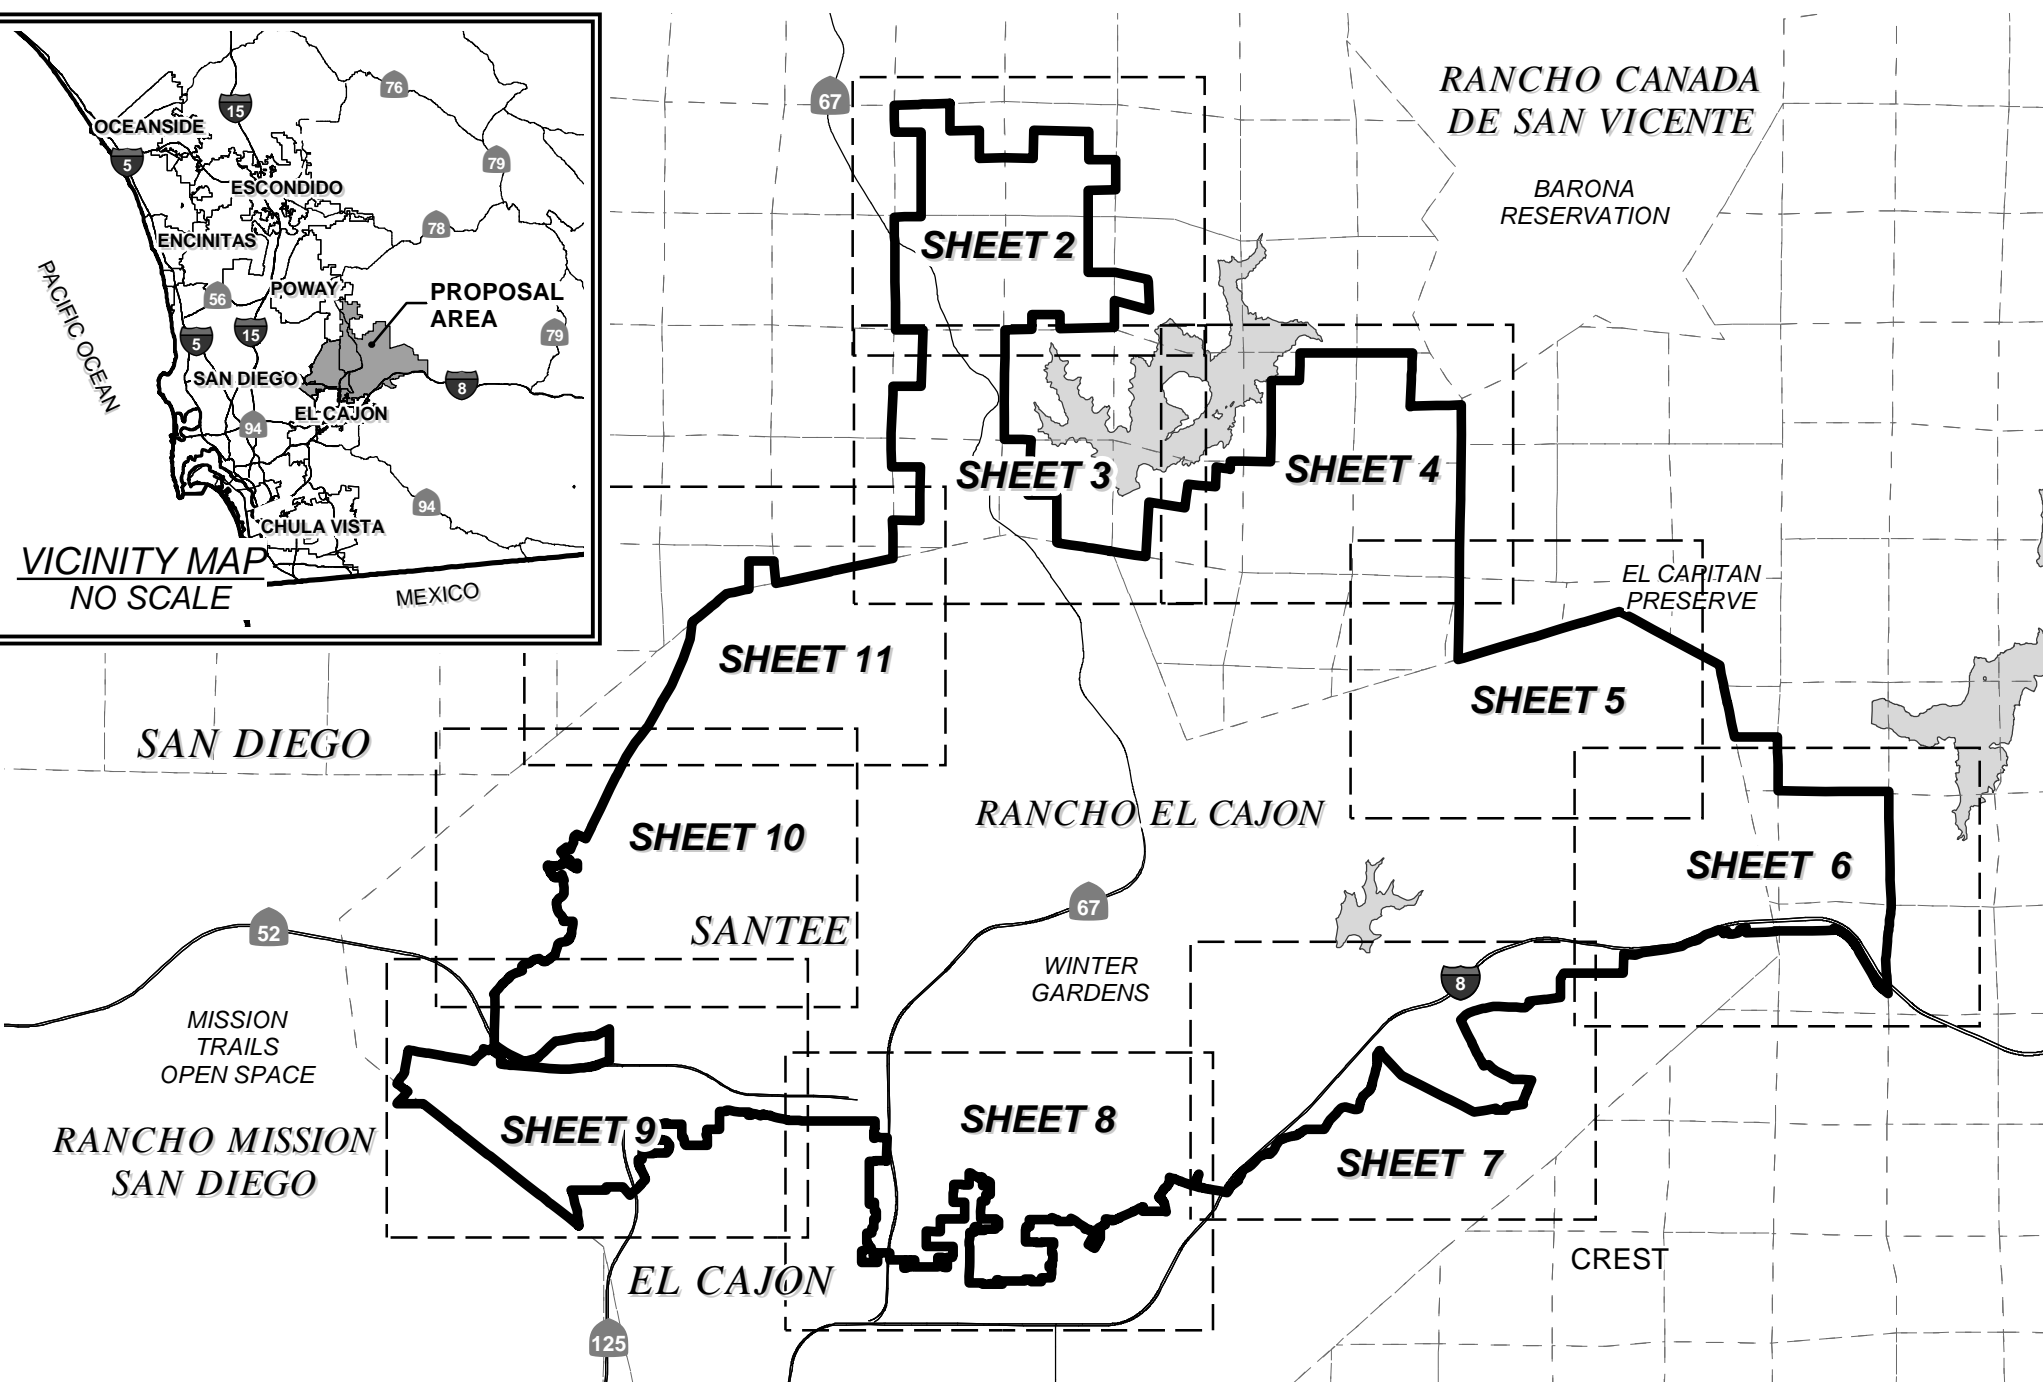 76
15
OCEANSIDE
5
79
ESCONDIDO
78
ENCINITAS
56
POWAY
PROPOSAL
AREA
PACIFIC OCEAN
5
15
79
SAN DIEGO
8
EL CAJON
94
94
CHULA VISTA
VICINITY MAP
NO SCALE
MEXICO
67
RANCHO CANADA
DE SAN VICENTE
BARONA
RESERVATION
SHEET 2
SHEET 3
SHEET 4
EL CAPITAN
PRESERVE
SHEET 11
SHEET 5
SAN DIEGO
RANCHO EL CAJON
SHEET 10
SHEET 6
67
52
SANTEE
WINTER
GARDENS
8
MISSION
TRAILS
OPEN SPACE
SHEET 9
SHEET 8
RANCHO MISSION
SAN DIEGO
SHEET 7
CREST
EL CAJON
125